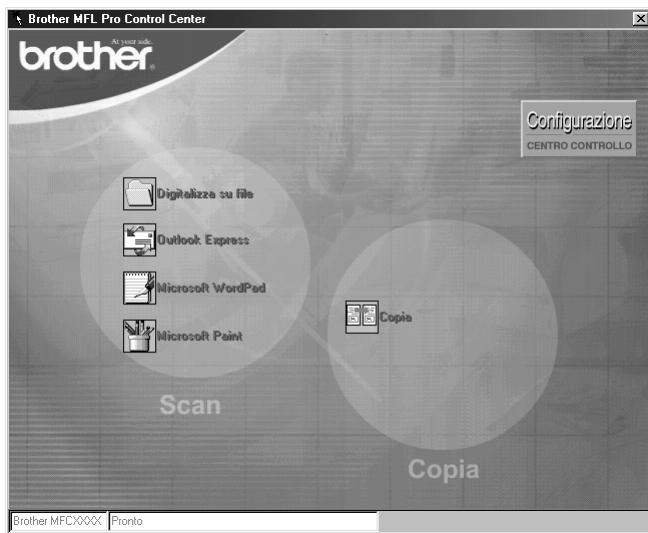 Brother MFL Pro Control Center
At your side.
brother
Configurazione
CENTRO CONTROLLO
Digitalizza su file
Outlook Express
Microsoft WordPad
Microsoft Paint
Copia
Scan
Copia
Brother MFCXXXX
Pronto